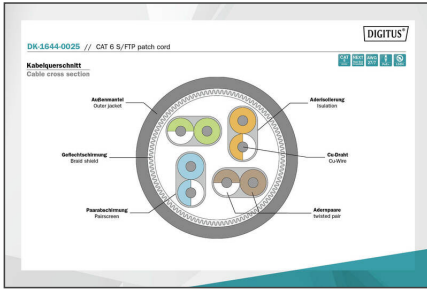 DIGITUS®
DK-1644-0025 // CAT 6 S/FTP patch cord
Kabelquerschnitt
Cable cross section
Außenmantel
Outer jacket
Aderisolierung
Isulation
Geflechtschirmung
Braid shield
Cu-Draht
Cu-Wire
Paarabschirmung
Pairscreen
Aderpaare
twisted pair